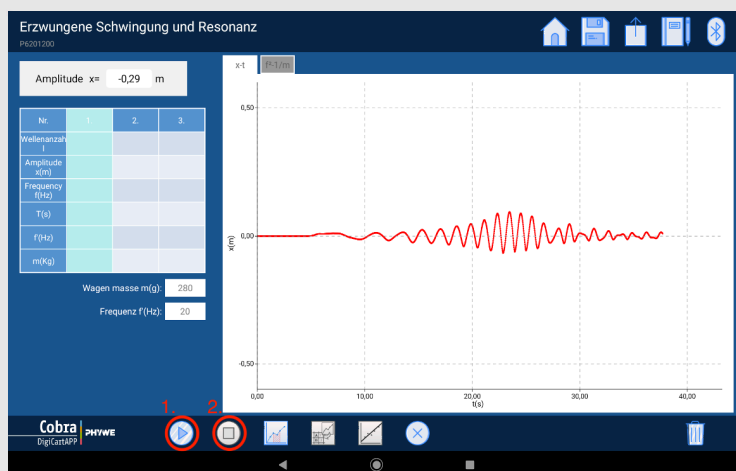 Erzwungene Schwingung und Resonanz
P6201200
Amplitude x= -0,29 m
Nr. 1. 2. 3.
Wellenanzah
l
Amplitude
x(m)
Frequency
f(Hz)
T(s)
f'(Hz)
m(Kg)
Wagen masse m(g): 280
Frequenz f'(Hz): 20
x-t f²-1/m
0,50
0,00
-0,50
x(m)
0,00 10,00 20,00 30,00 40,00
t(s)
1. 2.
Cobra PHYWE
DigiCartAPP